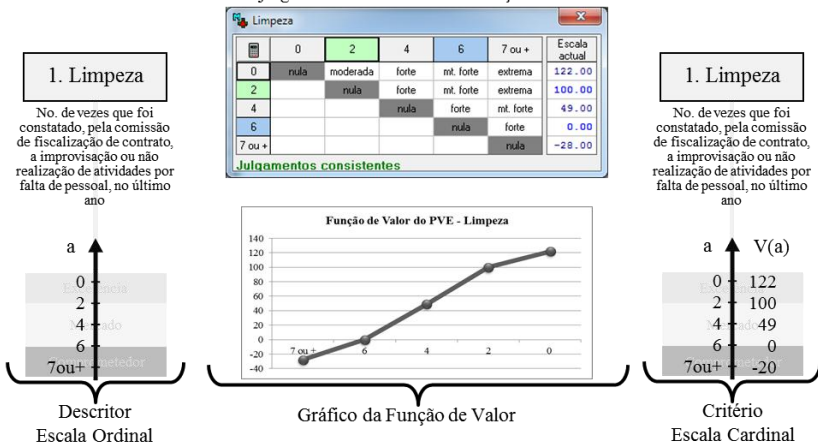 Limpeza
0 2 4 6 7 ou + Escala actual
0 nula moderada forte mt. forte extrema 122.00
2 nula forte mt. forte extrema 100.00
4 nula forte mt. forte 49.00
6 nula forte 0.00
7 ou + nula -28.00
Julgamentos consistentes
1. Limpeza
No. de vezes que foi
constatado, pela comissão
de fiscalização de contrato,
a improvisação ou não
realização de atividades por
falta de pessoal, no último
ano
a
0
Excelência
2
Mercado
4
6
Comprometedor
7ou+
Descritor
Escala Ordinal
Função de Valor do PVE - Limpeza
140
120
100
80
60
40
20
0
-20
-40
7 ou + 6 4 2 0
Gráfico da Função de Valor
1. Limpeza
No. de vezes que foi
constatado, pela comissão
de fiscalização de contrato,
a improvisação ou não
realização de atividades por
falta de pessoal, no último
ano
a V(a)
0 122
Excelência
2 100
Mercado
4 49
6 0
Comprometedor
7ou+ -20
Critério
Escala Cardinal